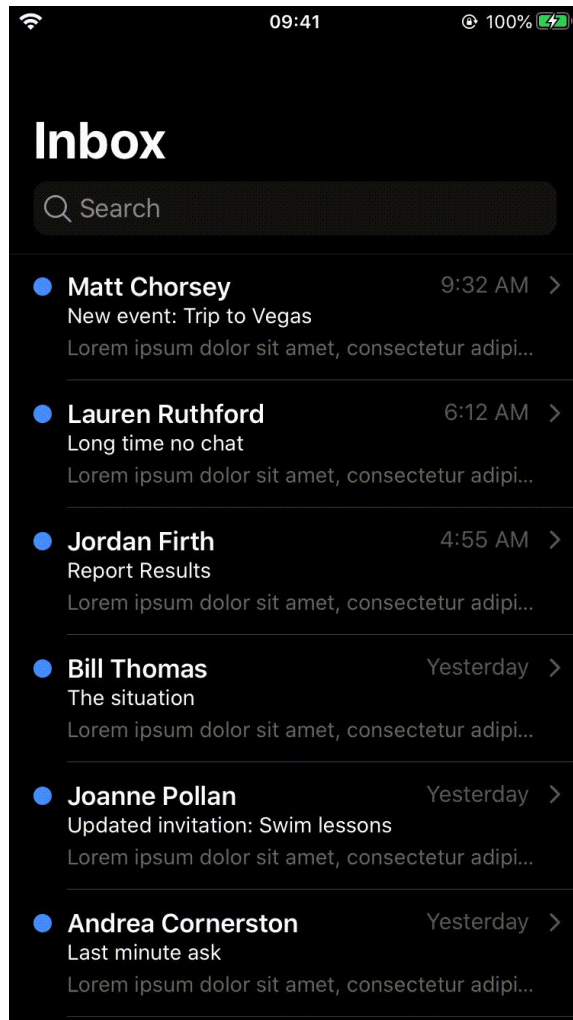 09:41 100%
Inbox
Search
Matt Chorsey 9:32 AM
New event: Trip to Vegas
Lorem ipsum dolor sit amet, consectetur adipi...
Lauren Ruthford 6:12 AM
Long time no chat
Lorem ipsum dolor sit amet, consectetur adipi...
Jordan Firth 4:55 AM
Report Results
Lorem ipsum dolor sit amet, consectetur adipi...
Bill Thomas Yesterday
The situation
Lorem ipsum dolor sit amet, consectetur adipi...
Joanne Pollan Yesterday
Updated invitation: Swim lessons
Lorem ipsum dolor sit amet, consectetur adipi...
Andrea Cornerston Yesterday
Last minute ask
Lorem ipsum dolor sit amet, consectetur adipi...